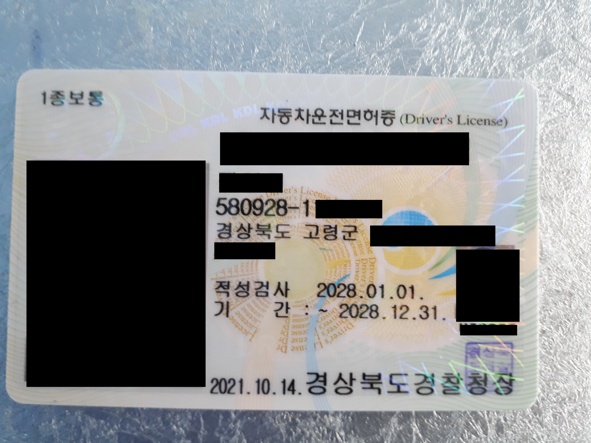 1종보통
자동차운전면허증 (Driver's License)
580928-1
경상북도 고령군
적성검사 2028.01.01.
기 간 : ~ 2028.12.31.
2021.10.14. 경상북도경찰청장